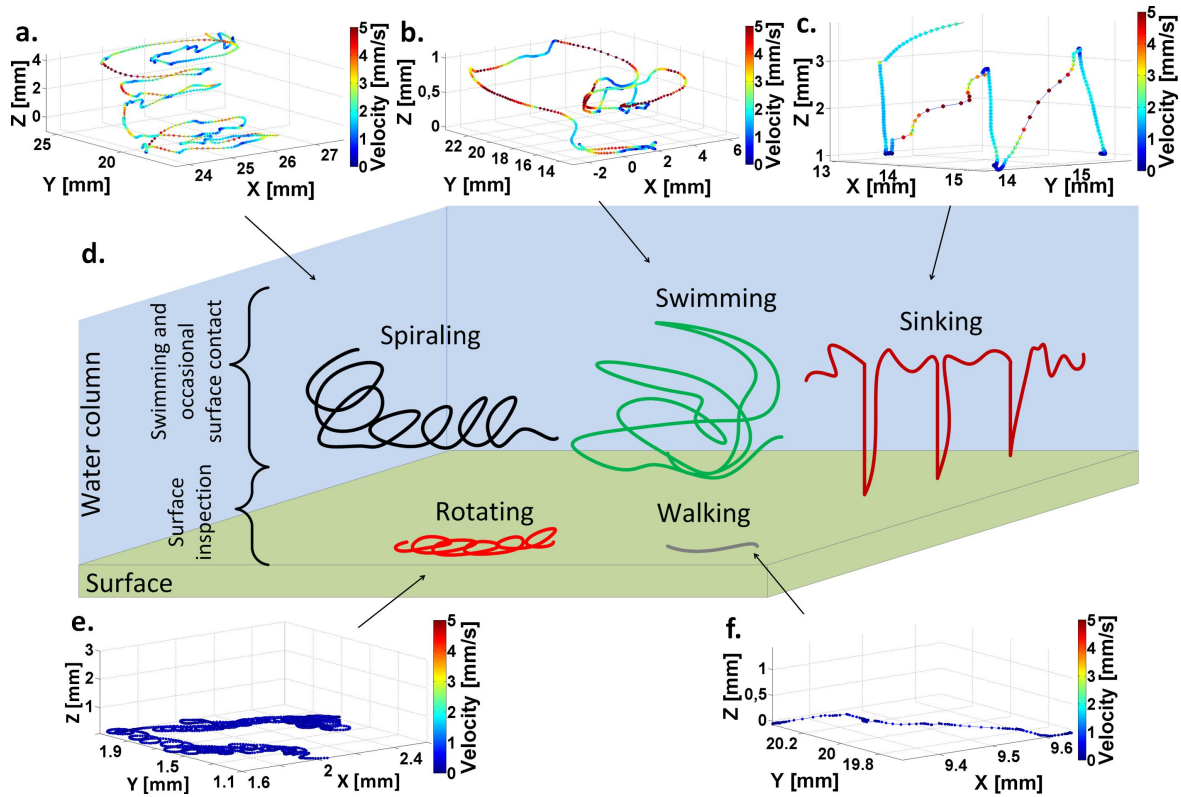 a.
5
4
3
2
1
0
Velocity [mm/s]
4
2
0
Z [mm]
25
20
Y [mm]
24
25
26
27
X [mm]
b.
5
4
3
2
1
0
Velocity [mm/s]
1
0,5
0
Z [mm]
22
20
18
16
14
Y [mm]
-2
0
2
4
6
X [mm]
c.
5
4
3
2
1
0
Velocity [mm/s]
3
2
1
Z [mm]
13
14
15
X [mm]
14
15
Y [mm]
d.
Water column
Swimming and
occasional
surface contact
Surface
inspection
Spiraling
Swimming
Sinking
Rotating
Walking
Surface
e.
5
4
3
2
1
0
Velocity [mm/s]
3
2
1
Z [mm]
1.9
1.5
1.1
Y [mm]
1.6
2
2.4
X [mm]
f.
5
4
3
2
1
0
Velocity [mm/s]
1
0,5
0
Z [mm]
20.2
20
19.8
Y [mm]
9.4
9.5
9.6
X [mm]